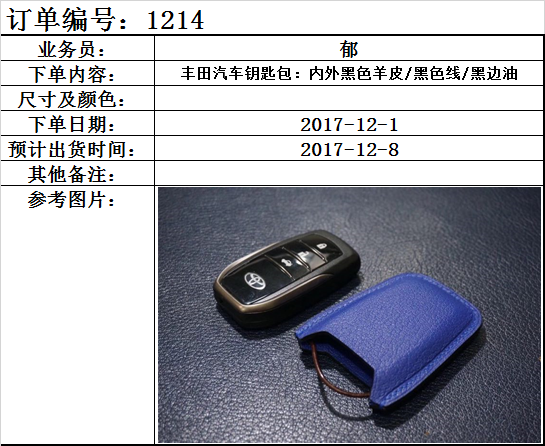 订单编号：1214
业务员： 郁
下单内容： 丰田汽车钥匙包：内外黑色羊皮/黑色线/黑边油
尺寸及颜色：
下单日期： 2017-12-1
预计出货时间： 2017-12-8
其他备注：
参考图片：